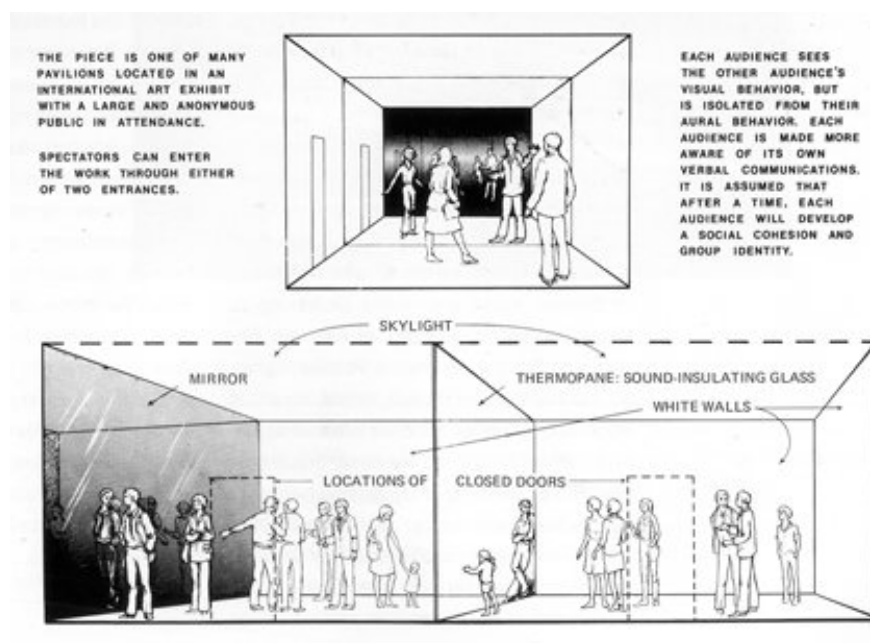 THE PIECE IS ONE OF MANY
PAVILIONS LOCATED IN AN
INTERNATIONAL ART EXHIBIT
WITH A LARGE AND ANONYMOUS
PUBLIC IN ATTENDANCE.
SPECTATORS CAN ENTER
THE WORK THROUGH EITHER
OF TWO ENTRANCES.
EACH AUDIENCE SEES
THE OTHER AUDIENCE'S
VISUAL BEHAVIOR, BUT
IS ISOLATED FROM THEIR
AURAL BEHAVIOR. EACH
AUDIENCE IS MADE MORE
AWARE OF ITS OWN
VERBAL COMMUNICATIONS.
IT IS ASSUMED THAT
AFTER A TIME, EACH
AUDIENCE WILL DEVELOP
A SOCIAL COHESION AND
GROUP IDENTITY.
SKYLIGHT
MIRROR
THERMOPANE: SOUND-INSULATING GLASS
WHITE WALLS
LOCATIONS OF CLOSED DOORS